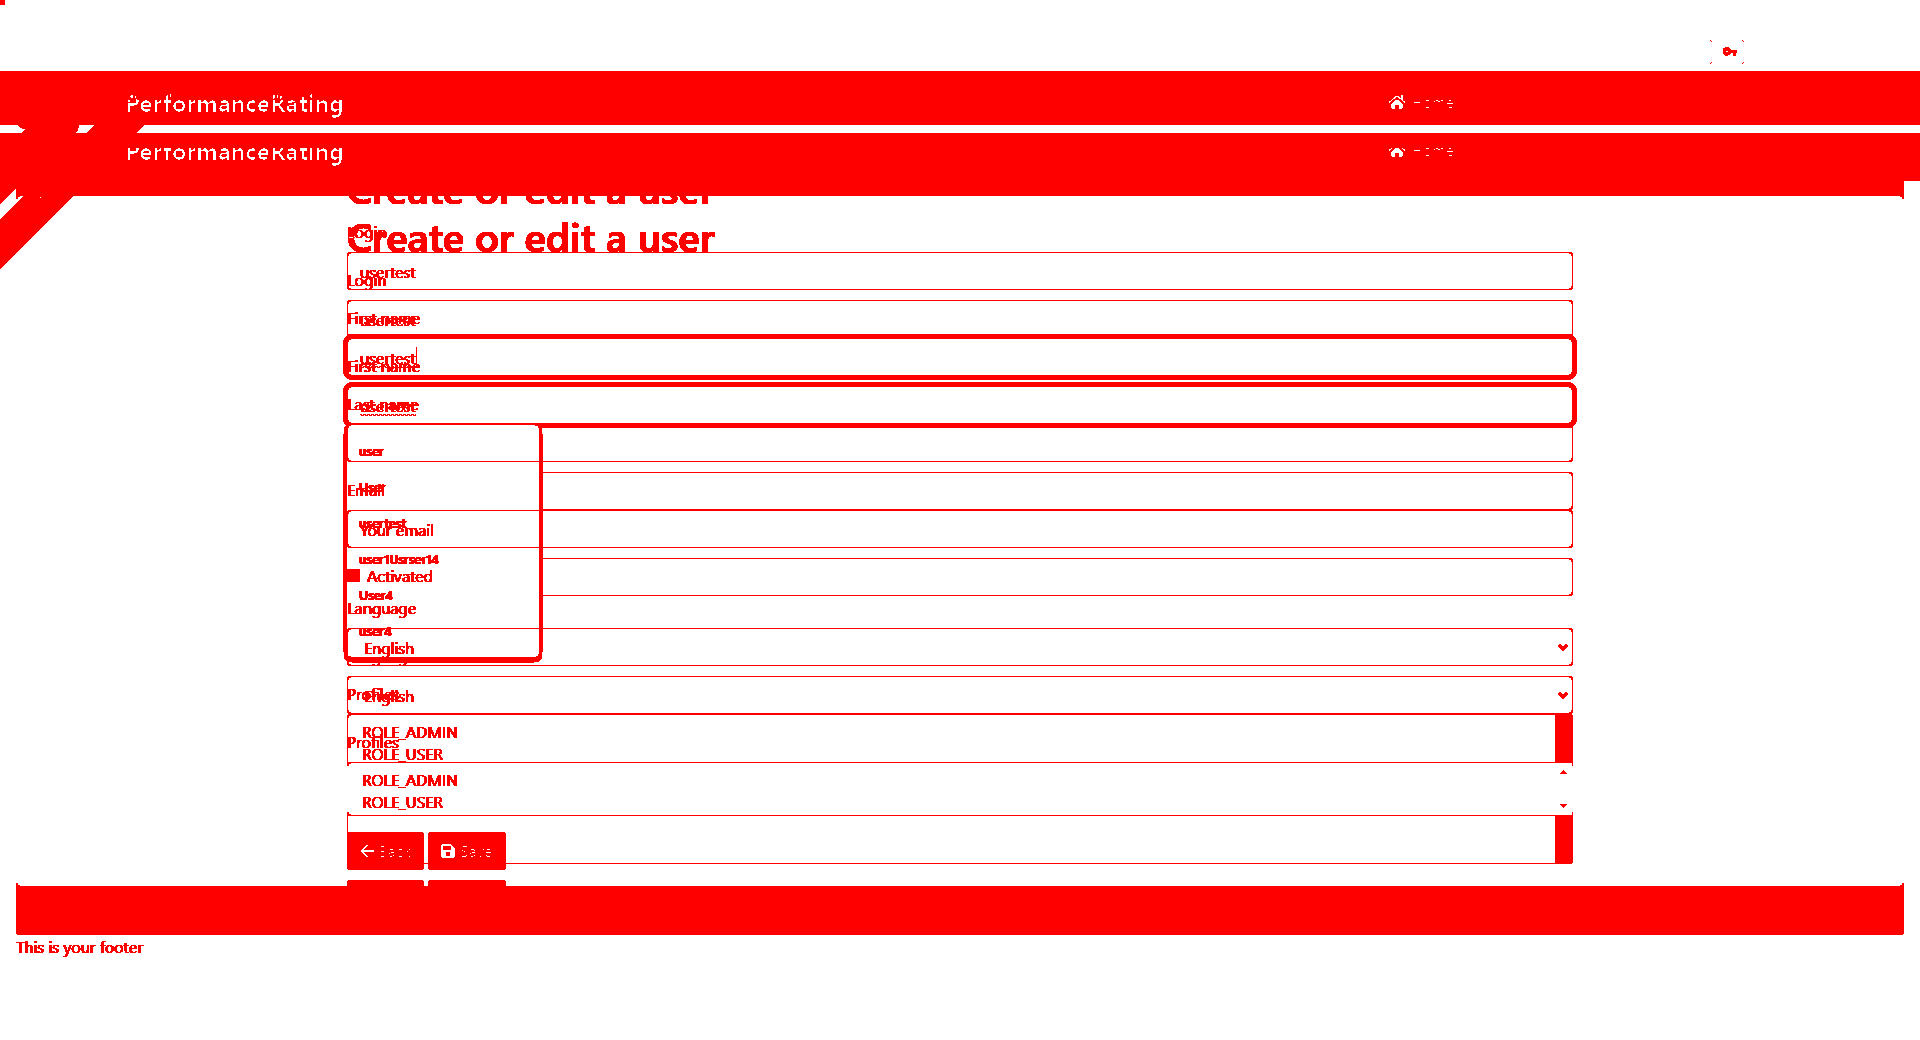 PerformanceRating Home
PerformanceRating Home
Create or edit a user
Login
Create or edit a user
usertest
Login
First name
usertest
usertest
First name
Last name
usertest
user
User
Email
usertest
Your email
user1Usrser14
Activated
User4
Language
user4
English
Profiles
English
ROLE_ADMIN
Profiles
ROLE_USER
ROLE_ADMIN
ROLE_USER
Back Save
This is your footer